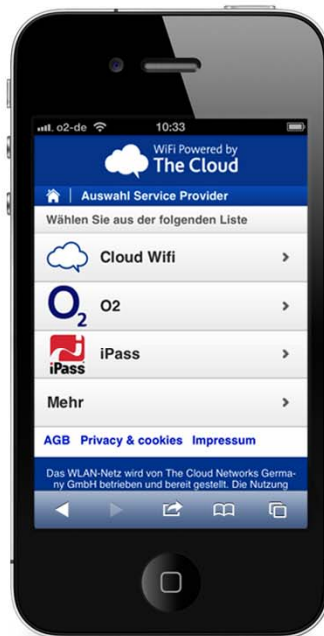 o2-de 10:33
WiFi Powered by
The Cloud
Auswahl Service Provider
Wählen Sie aus der folgenden Liste
Cloud Wifi
O2 O2
iPass iPass
Mehr
AGB Privacy & cookies Impressum
Das WLAN-Netz wird von The Cloud Networks Germa-
ny GmbH betrieben und bereit gestellt. Die Nutzung